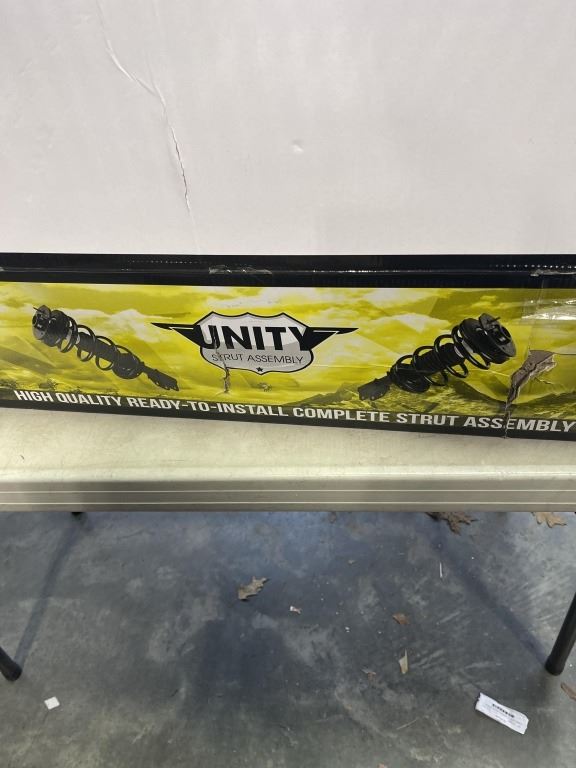 UNITY
STRUT ASSEMBLY
HIGH QUALITY READY-TO-INSTALL COMPLETE STRUT ASSEMBLY